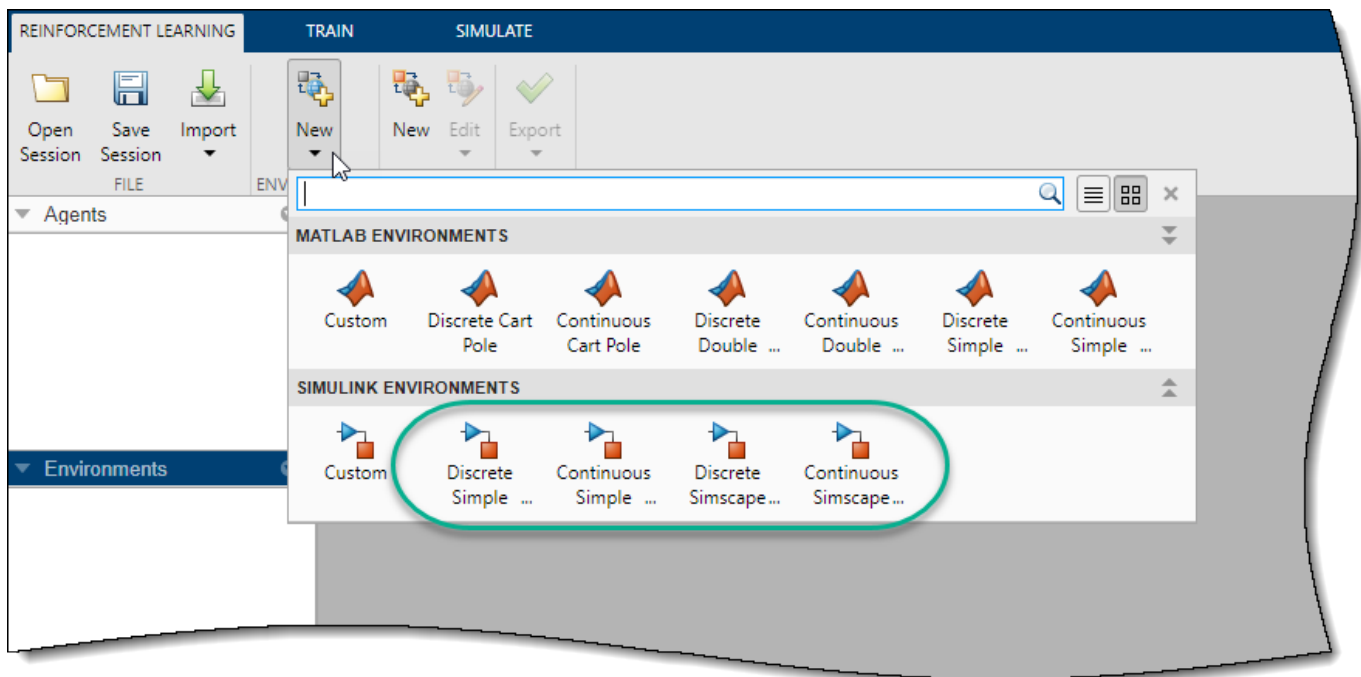 REINFORCEMENT LEARNING TRAIN SIMULATE
Open Save Import New New Edit Export
Session Session
FILE ENV
Agents
MATLAB ENVIRONMENTS
Custom Discrete Cart Continuous Discrete Continuous Discrete Continuous
Pole Cart Pole Double ... Double ... Simple ... Simple ...
SIMULINK ENVIRONMENTS
Environments
Custom Discrete Continuous Discrete Continuous
Simple ... Simple ... Simscape... Simscape...